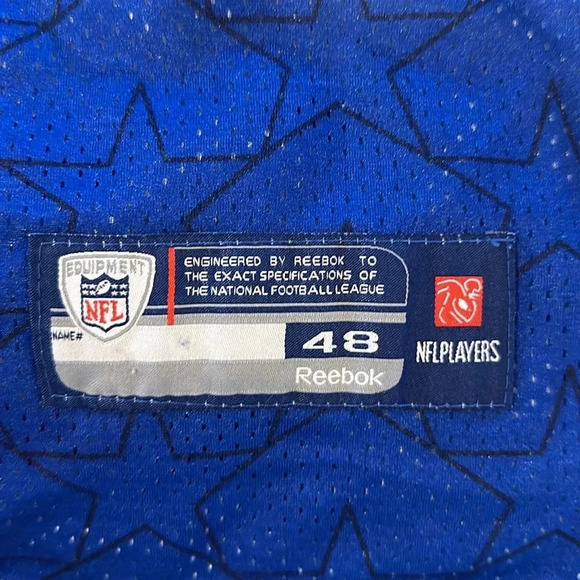 EQUIPMENT
NFL
ENGINEERED BY REEBOK TO
THE EXACT SPECIFICATIONS OF
THE NATIONAL FOOTBALL LEAGUE
NAME#
48
Reebok
NFLPLAYERS